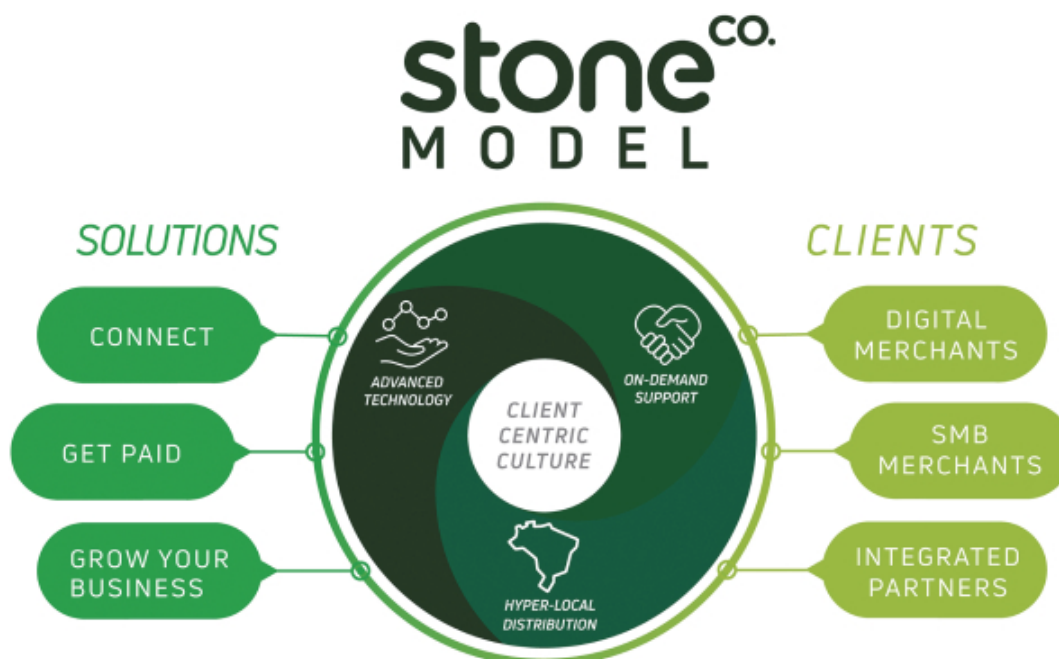 stone CO.
MODEL
SOLUTIONS
CONNECT
GET PAID
GROW YOUR
BUSINESS
ADVANCED
TECHNOLOGY
ON-DEMAND
SUPPORT
CLIENT
CENTRIC
CULTURE
HYPER-LOCAL
DISTRIBUTION
CLIENTS
DIGITAL
MERCHANTS
SMB
MERCHANTS
INTEGRATED
PARTNERS